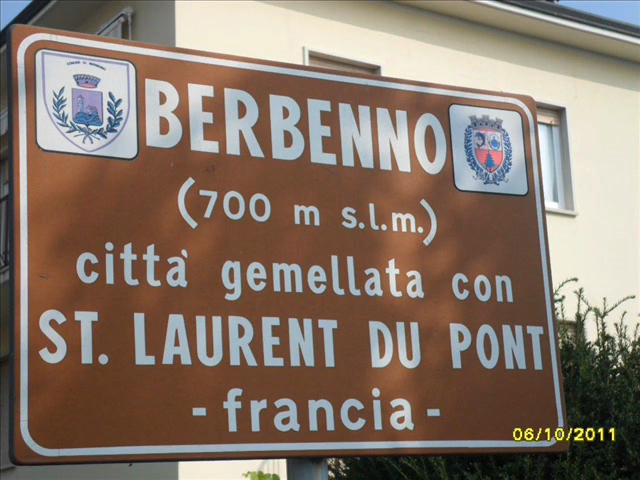 BERBENNO
(700 m s.l.m.)
città gemellata con
ST. LAURENT DU PONT
- francia -
06/10/2011